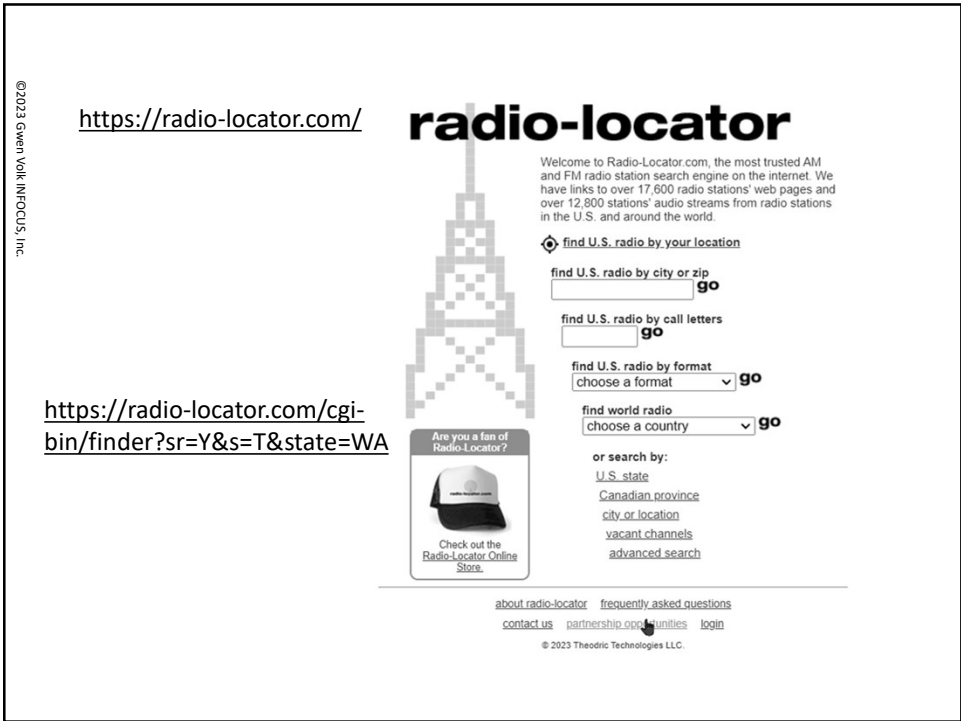 ©2023 Gwen Volk INFOCUS, Inc.
https://radio-locator.com/
https://radio-locator.com/cgi-
bin/finder?sr=Y&s=T&state=WA
radio-locator
Welcome to Radio-Locator.com, the most trusted AM
and FM radio station search engine on the internet. We
have links to over 17,600 radio stations' web pages and
over 12,800 stations' audio streams from radio stations
in the U.S. and around the world.
find U.S. radio by your location
find U.S. radio by city or zip
go
find U.S. radio by call letters
go
find U.S. radio by format
choose a format go
find world radio
choose a country go
or search by:
U.S. state
Canadian province
city or location
vacant channels
advanced search
Are you a fan of
Radio-Locator?
radio-locator.com
Check out the
Radio-Locator Online
Store.
about radio-locator frequently asked questions
contact us partnership opportunities login
© 2023 Theodric Technologies LLC.